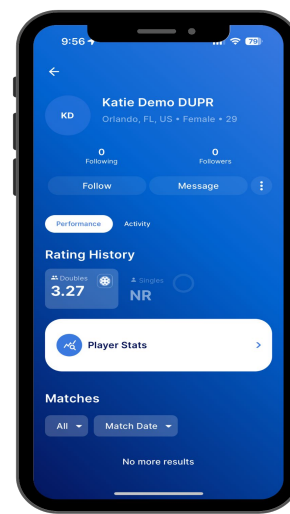 9:56
79
KD
Katie Demo DUPR
Orlando, FL, US • Female • 29
0
Following
0
Followers
Follow
Message
Performance
Activity
Rating History
Doubles
3.27
Singles
NR
Player Stats
Matches
All
Match Date
No more results